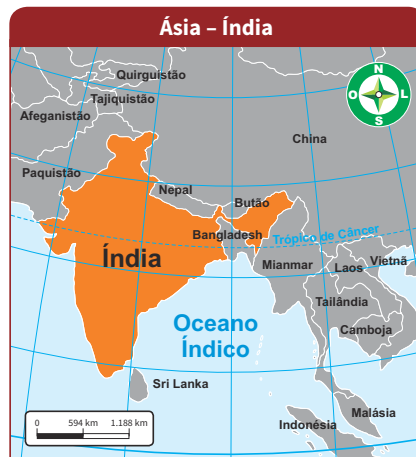 Ásia – Índia
Quirguistão
Tajiquistão
Afeganistão
China
Paquistão
Nepal
Butão
Bangladesh
Trópico de Câncer
Índia
Mianmar
Laos
Vietnã
Tailândia
Oceano
Índico
Camboja
Sri Lanka
Malásia
Indonésia
N
O
L
S
0 594 km 1.188 km